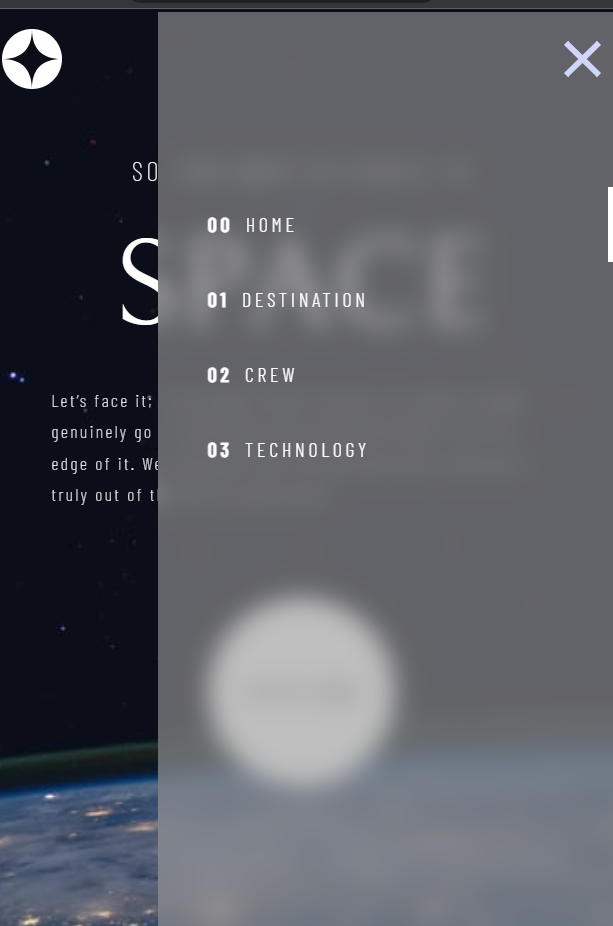 SO
00 HOME
S
01 DESTINATION
02 CREW
Let's face it;
genuinely go
03 TECHNOLOGY
edge of it. We
truly out of t